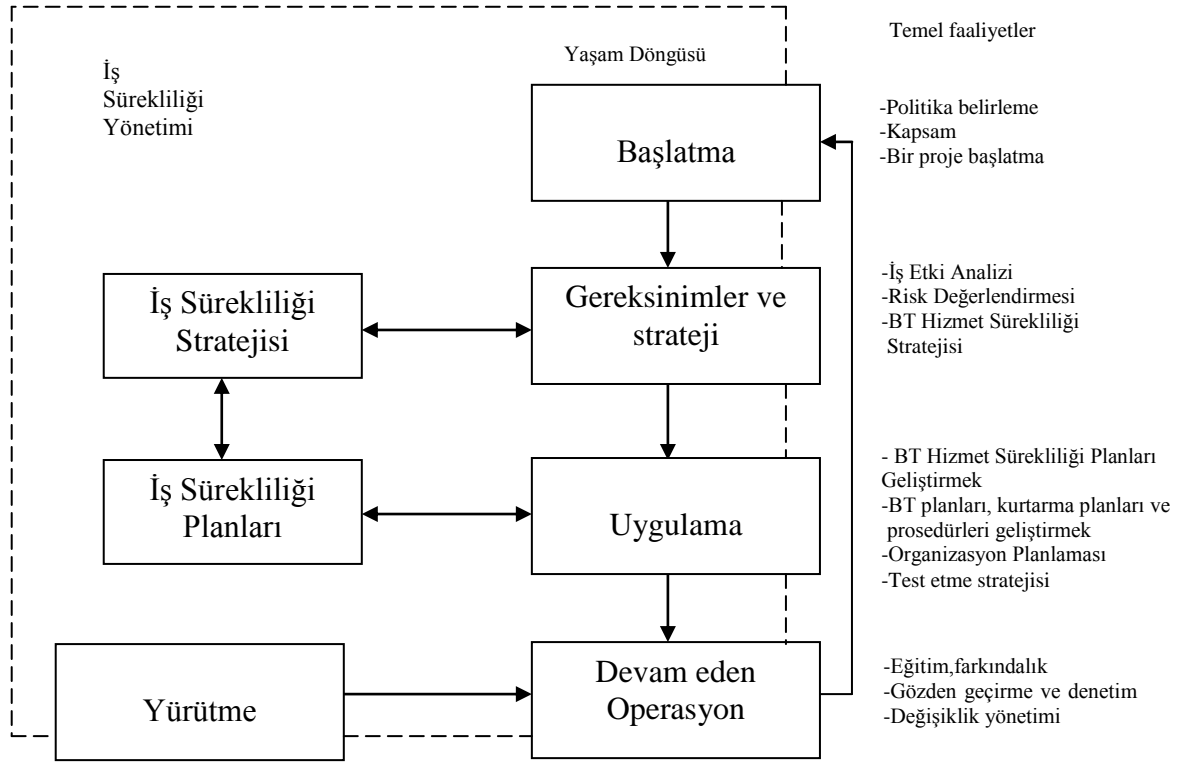 Temel faaliyetler
Yaşam Döngüsü
İş
Sürekliliği
Yönetimi
Başlatma
-Politika belirleme
-Kapsam
-Bir proje başlatma
İş Sürekliliği
Stratejisi
Gereksinimler ve
strateji
-İş Etki Analizi
-Risk Değerlendirmesi
-BT Hizmet Sürekliliği
Stratejisi
İş Sürekliliği
Planları
Uygulama
- BT Hizmet Sürekliliği Planları
Geliştirmek
-BT planları, kurtarma planları ve
prosedürleri geliştirmek
-Organizasyon Planlaması
-Test etme stratejisi
Yürütme
Devam eden
Operasyon
-Eğitim,farkındalık
-Gözden geçirme ve denetim
-Değişiklik yönetimi